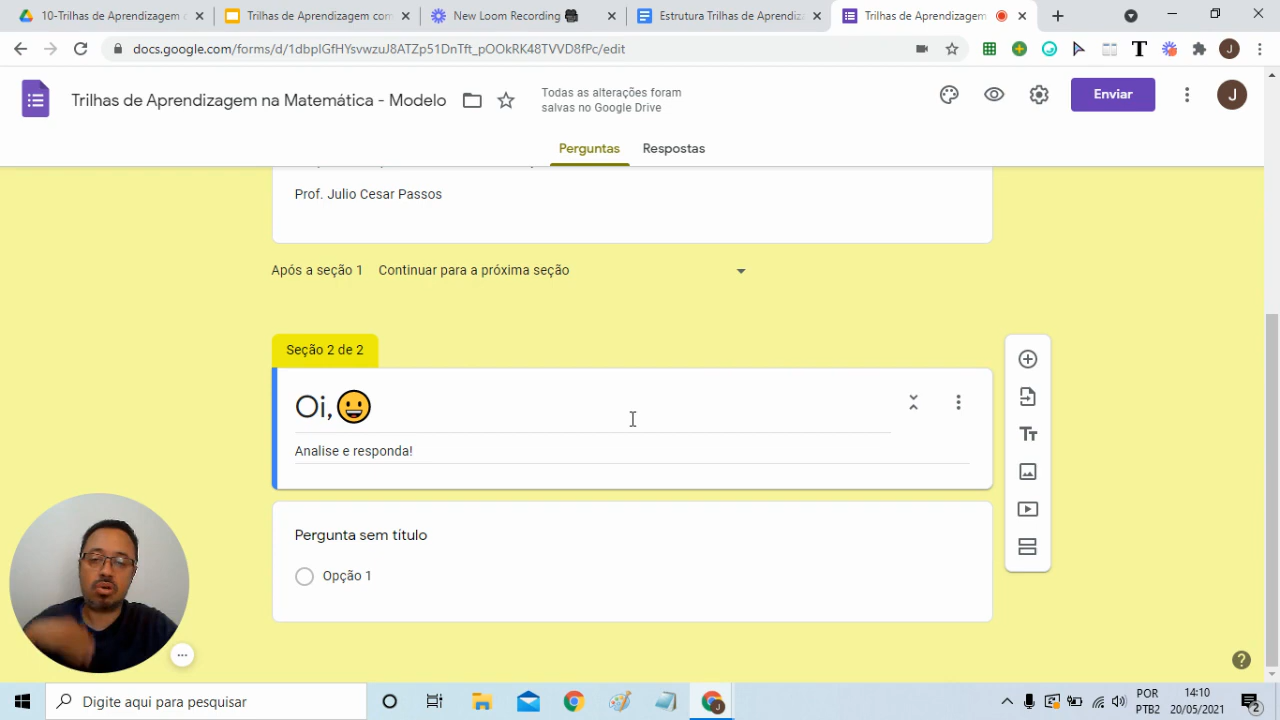 10-Trilhas de Aprendizagem
Trilhas de Aprendizagem com
New Loom Recording
Estrutura Trilhas de Aprendiza
Trilhas de Aprendizagem
docs.google.com/forms/d/
T
J
Trilhas de Aprendizagem na Matemática - Modelo
Todas as alterações foram
salvas no Google Drive
Enviar
J
Perguntas
Respostas
Prof. Julio Cesar Passos
Após a seção 1 Continuar para a próxima seção
Seção 2 de 2
Oi,😀
Analise e responda!
Tт
Pergunta sem título
Opção 1
Digite aqui para pesquisar
POR
PTB2
14:10
20/05/2021
2